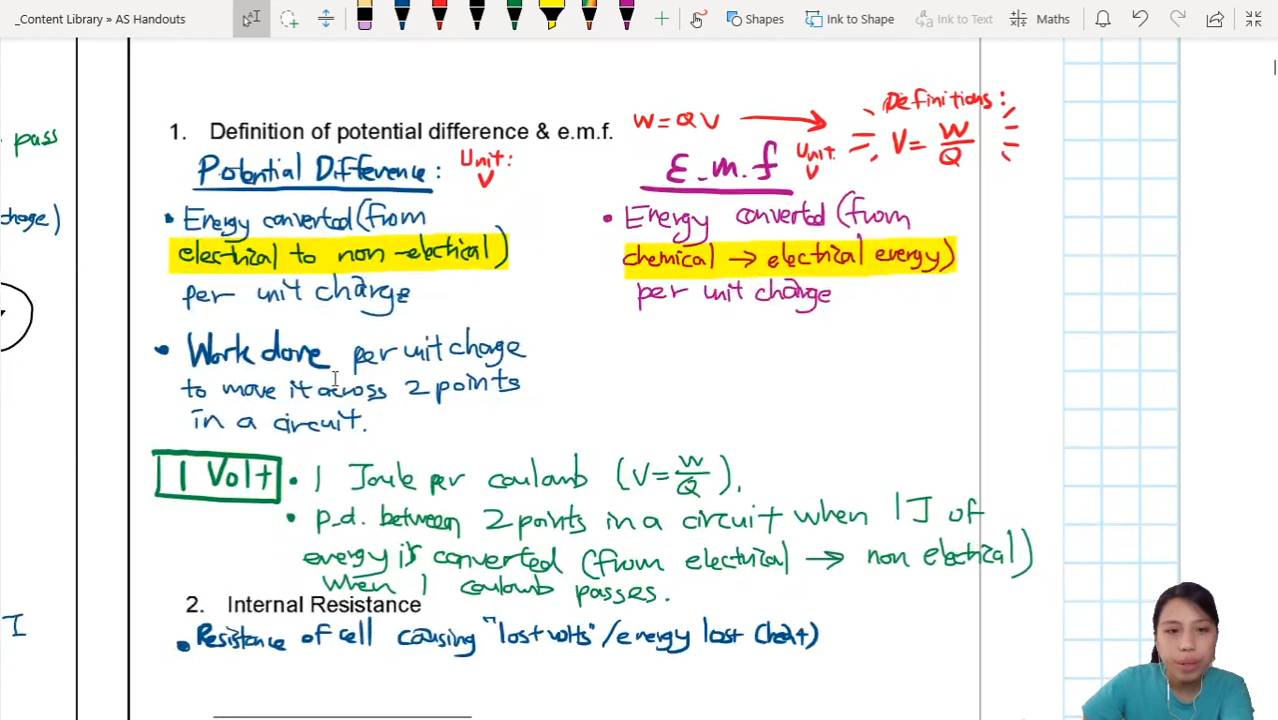 _Content Library » AS Handouts
Shapes
Ink to Shape
Ink to Text
Maths
pass
charge)
I
1. Definition of potential difference & e.m.f.
W = QV → Definitions:
V = W/Q
Potential Difference:
Unit:
V
• Energy converted (from
electrical to non-electrical)
per unit charge
• Work done per unit charge
to move it across 2 points
in a circuit.
E.m.f
Unit:
V
• Energy converted (from
chemical → electrical energy)
per unit charge
1 Volt • 1 Joule per coulomb (V = W/Q).
• p.d. between 2 points in a circuit when 1J of
energy is converted (from electrical → non electrical)
when 1 coulomb passes.
2. Internal Resistance
• Resistance of cell causing "lost volts"/energy lost (heat)